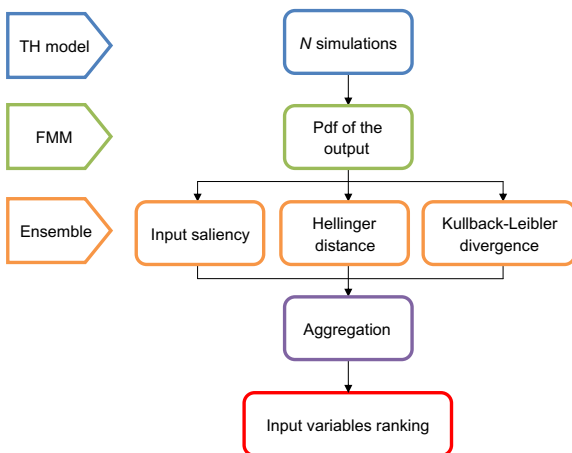 TH model
N simulations
FMM
Pdf of the
output
Ensemble
Input saliency
Hellinger
distance
Kullback-Leibler
divergence
Aggregation
Input variables ranking